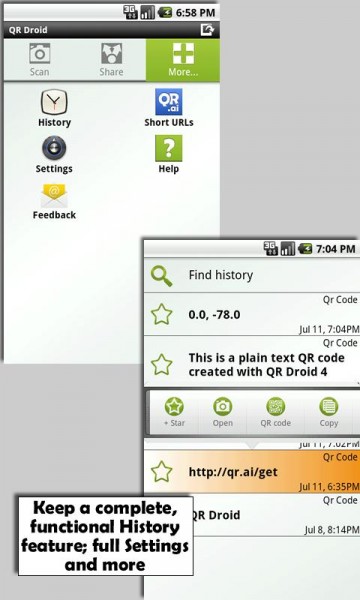 6:58 PM
QR Droid
Scan
Share
More...
QR
.ai
History
Short URLs
Settings
Help
Feedback
7:04 PM
Find history
Qr Code
0.0, -78.0
Jul 11, 7:04PM
Qr Code
This is a plain text QR code
created with QR Droid 4
+ Star
Open
QR code
Copy
Jul 11, 7:02PM
Qr Code
http://qr.ai/get
Jul 11, 6:35PM
Qr Code
QR Droid
Jul 8, 8:14PM
Keep a complete,
functional History
feature; full Settings
and more